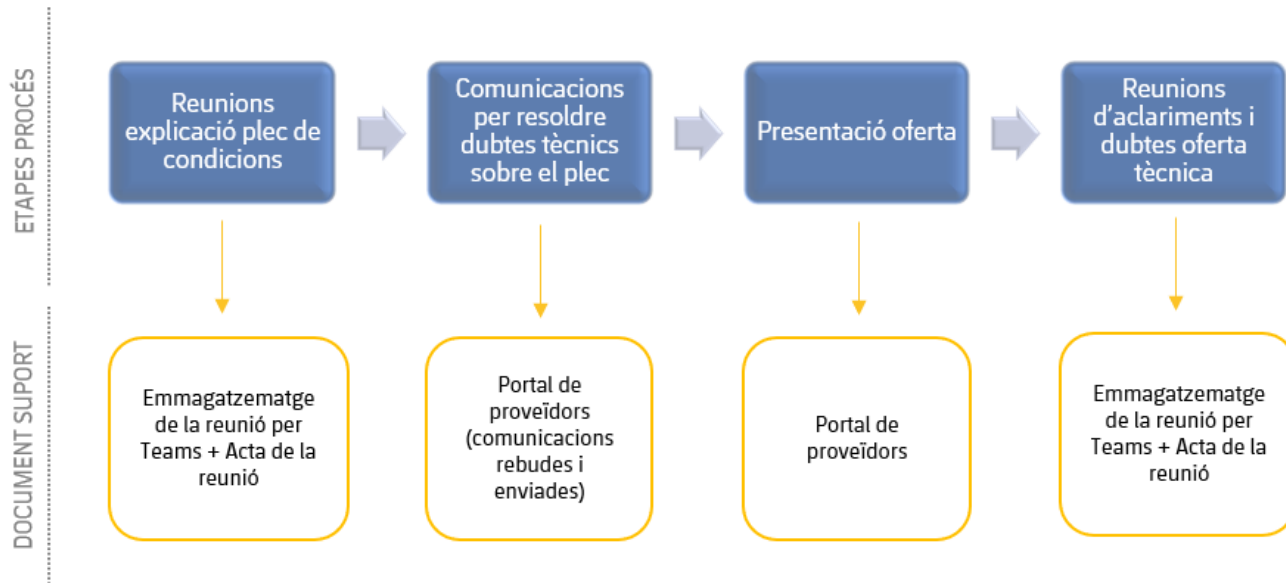 ETAPES PROCÉS
Reunions
explicació plec de
condicions
Comunicacions
per resoldre
dubtes tècnics
sobre el plec
Presentació oferta
Reunions
d'aclariments i
dubtes oferta
tècnica
DOCUMENT SUPORT
Emmagatzematge
de la reunió per
Teams + Acta de la
reunió
Portal de
proveïdors
(comunicacions
rebudes i
enviades)
Portal de
proveïdors
Emmagatzematge
de la reunió per
Teams + Acta de la
reunió